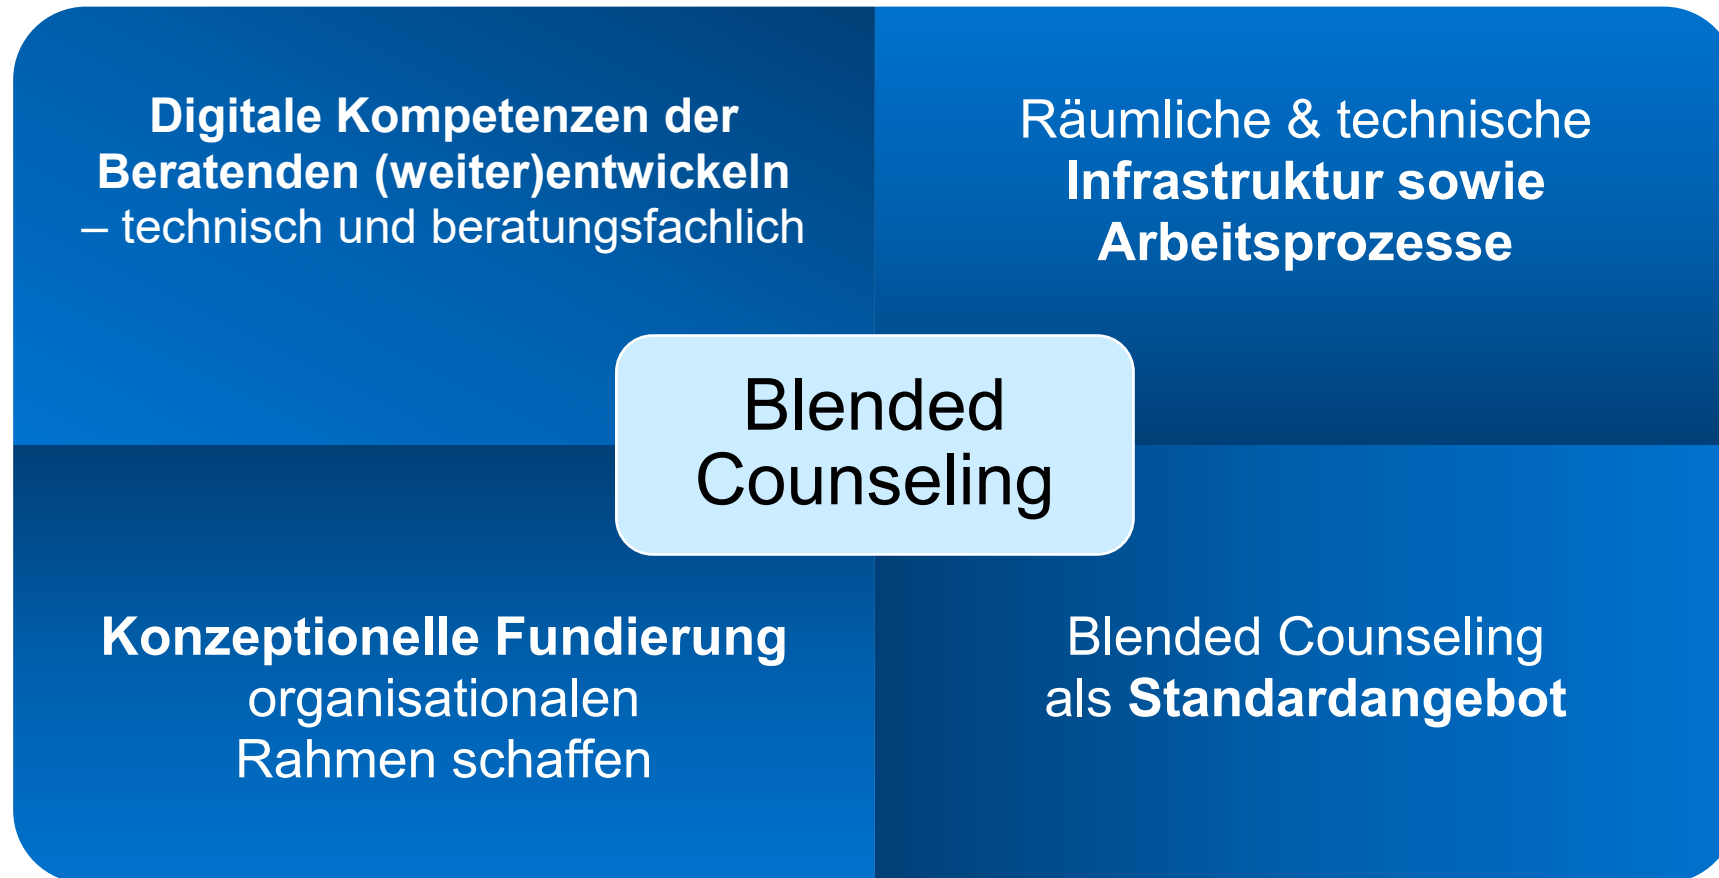 Digitale Kompetenzen der
Beratenden (weiter)entwickeln
– technisch und beratungsfachlich
Räumliche & technische
Infrastruktur sowie
Arbeitsprozesse
Blended
Counseling
Konzeptionelle Fundierung
organisationalen
Rahmen schaffen
Blended Counseling
als Standardangebot